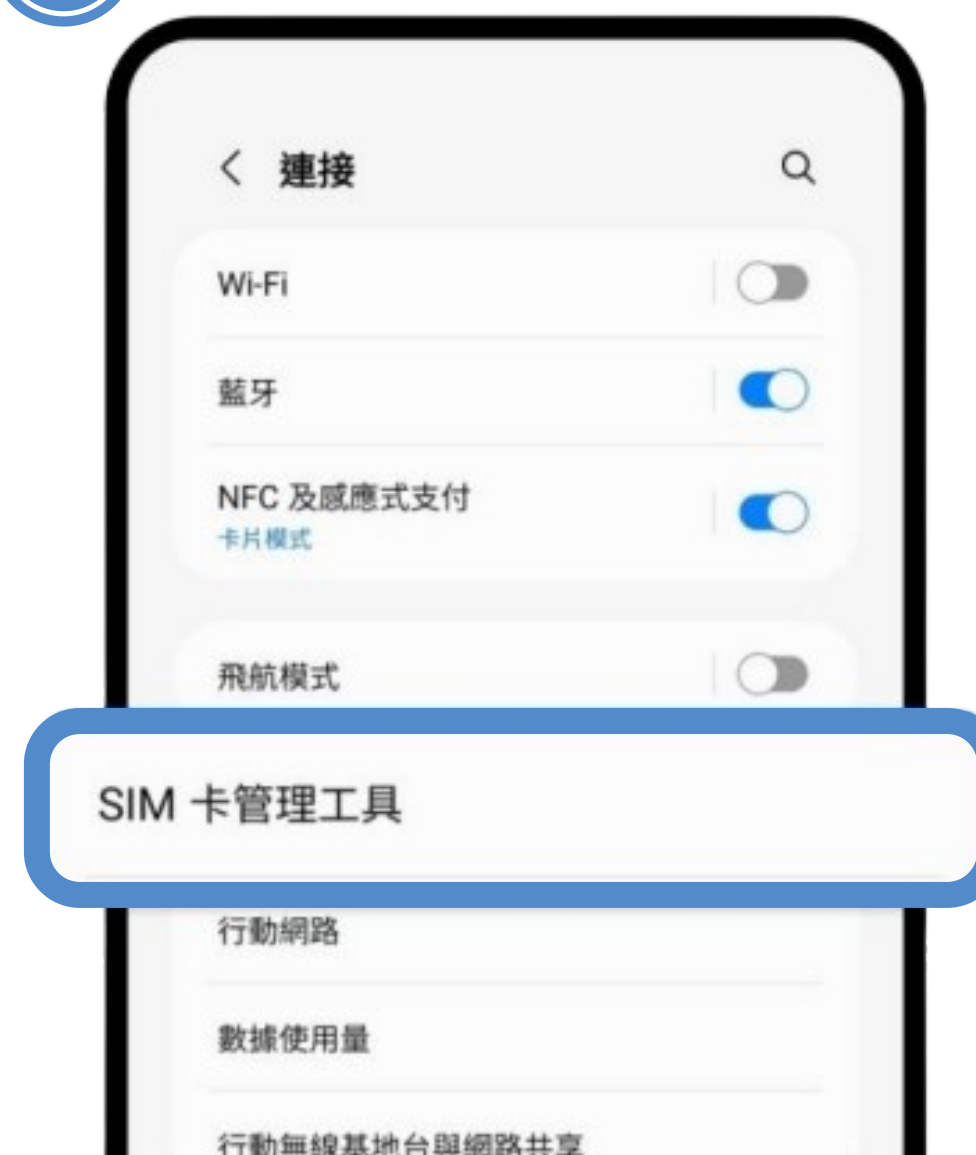 連接
Wi-Fi
藍牙
NFC 及感應式支付
卡片模式
飛航模式
SIM 卡管理工具
行動網路
數據使用量
行動無線基地台與網路共享